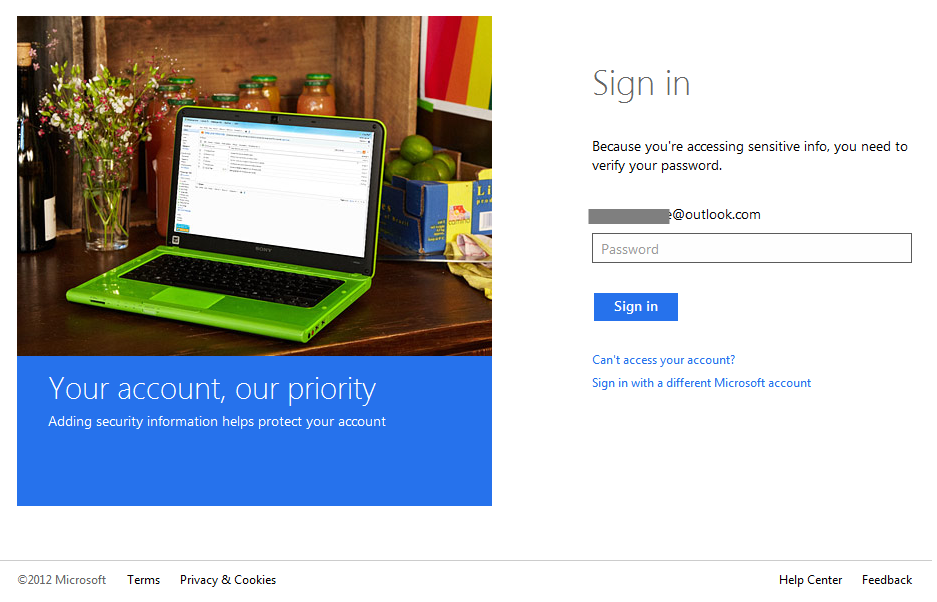 Sign in
Because you're accessing sensitive info, you need to
verify your password.
e@outlook.com
Password
Sign in
Can't access your account?
Sign in with a different Microsoft account
SONY
Your account, our priority
Adding security information helps protect your account
©2012 Microsoft Terms Privacy & Cookies Help Center Feedback